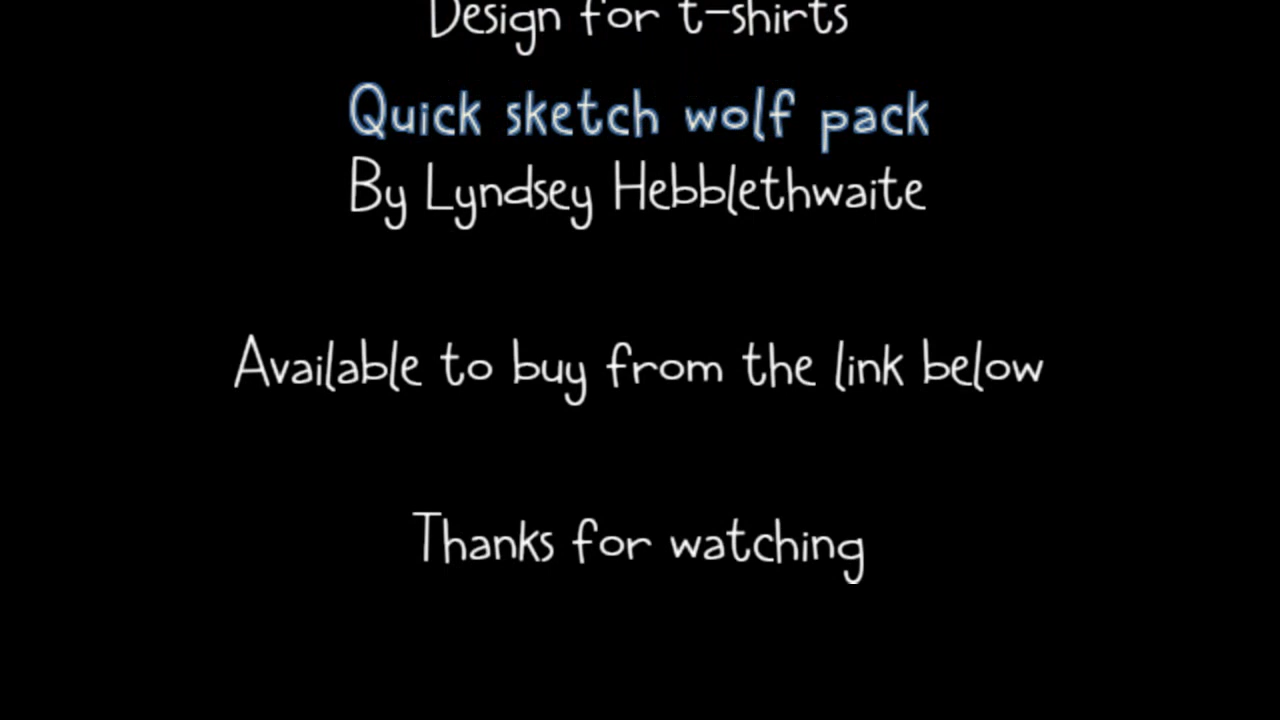 Design for t-shirts
Quick sketch wolf pack
By Lyndsey Hebblethwaite
Available to buy from the link below
Thanks for watching